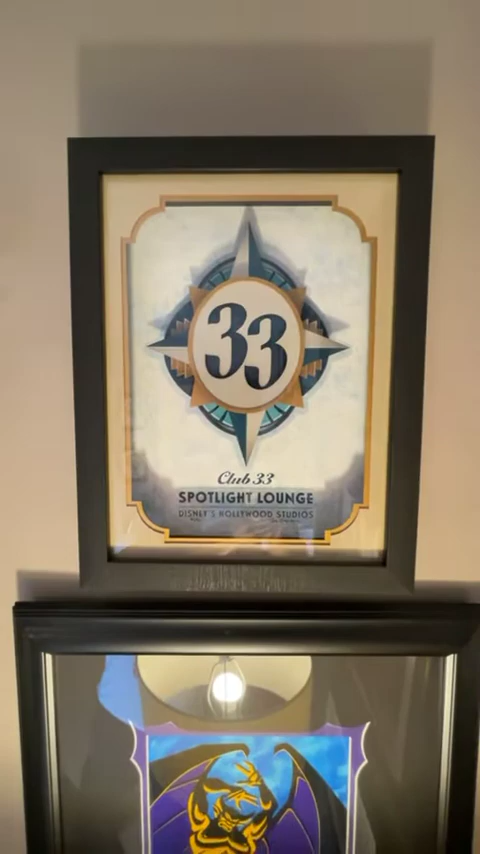 33
Club 33
SPOTLIGHT LOUNGE
DISNEY'S HOLLYWOOD STUDIOS